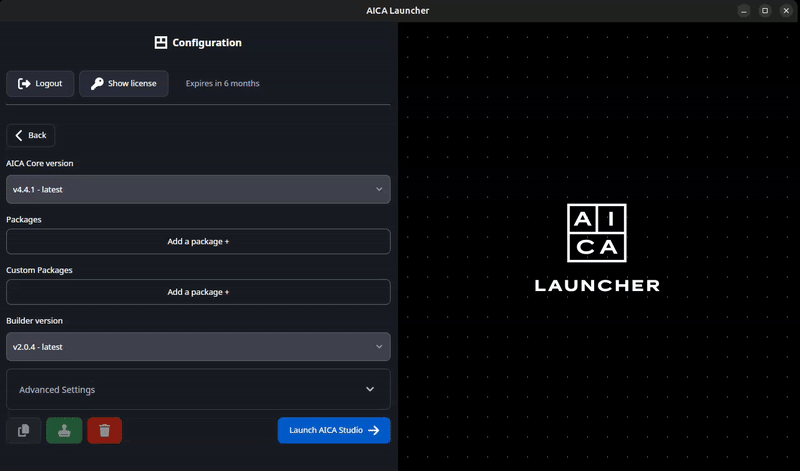 AICA Launcher
Configuration
Logout
Show license
Expires in 6 months
Back
AICA Core version
v4.4.1 - latest
Packages
Add a package +
Custom Packages
Add a package +
Builder version
v2.0.4 - latest
Advanced Settings
Launch AICA Studio
A I
C A
LAUNCHER